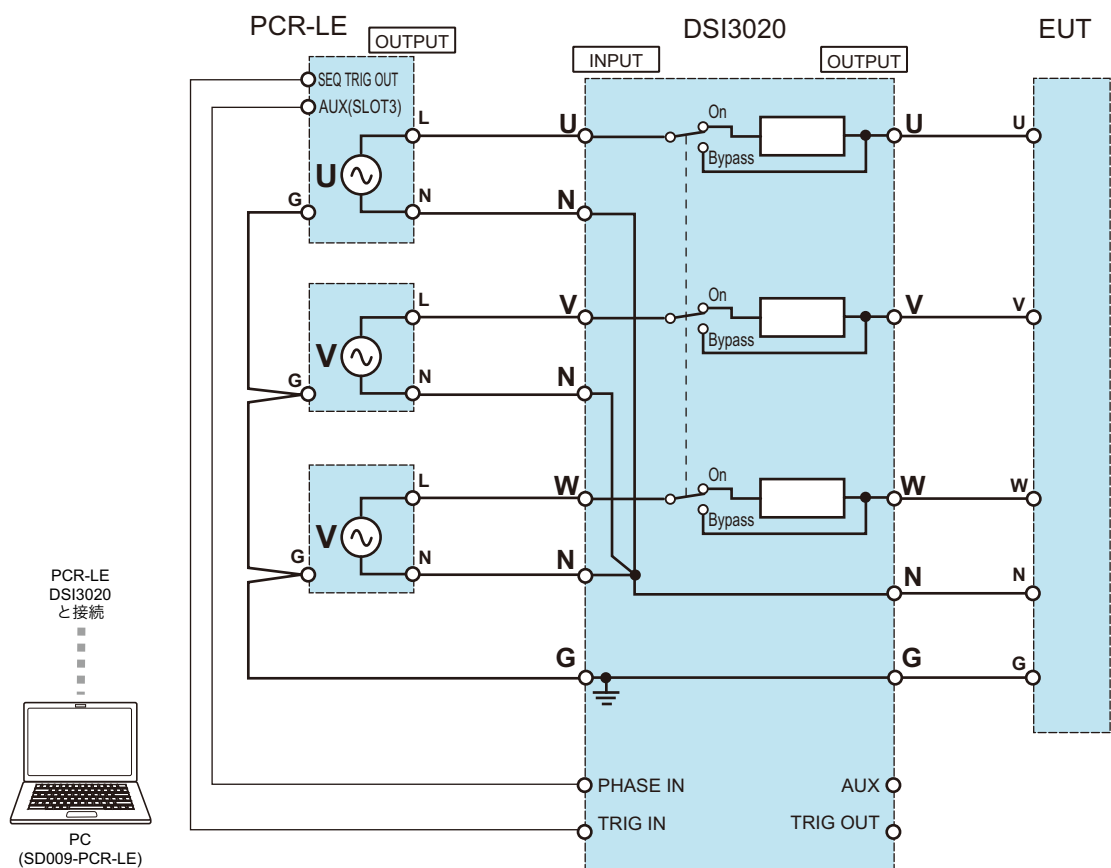 PCR-LE
OUTPUT
DSI3020
EUT
INPUT
OUTPUT
SEQ TRIG OUT
AUX(SLOT3)
L
U
On
U
U
Bypass
U
G
N
N
L
V
On
V
V
Bypass
V
G
N
N
L
W
On
W
W
Bypass
V
G
N
N
N
N
PCR-LE
DSI3020
と接続
G
G
G
PHASE IN
AUX
TRIG IN
TRIG OUT
PC
(SD009-PCR-LE)